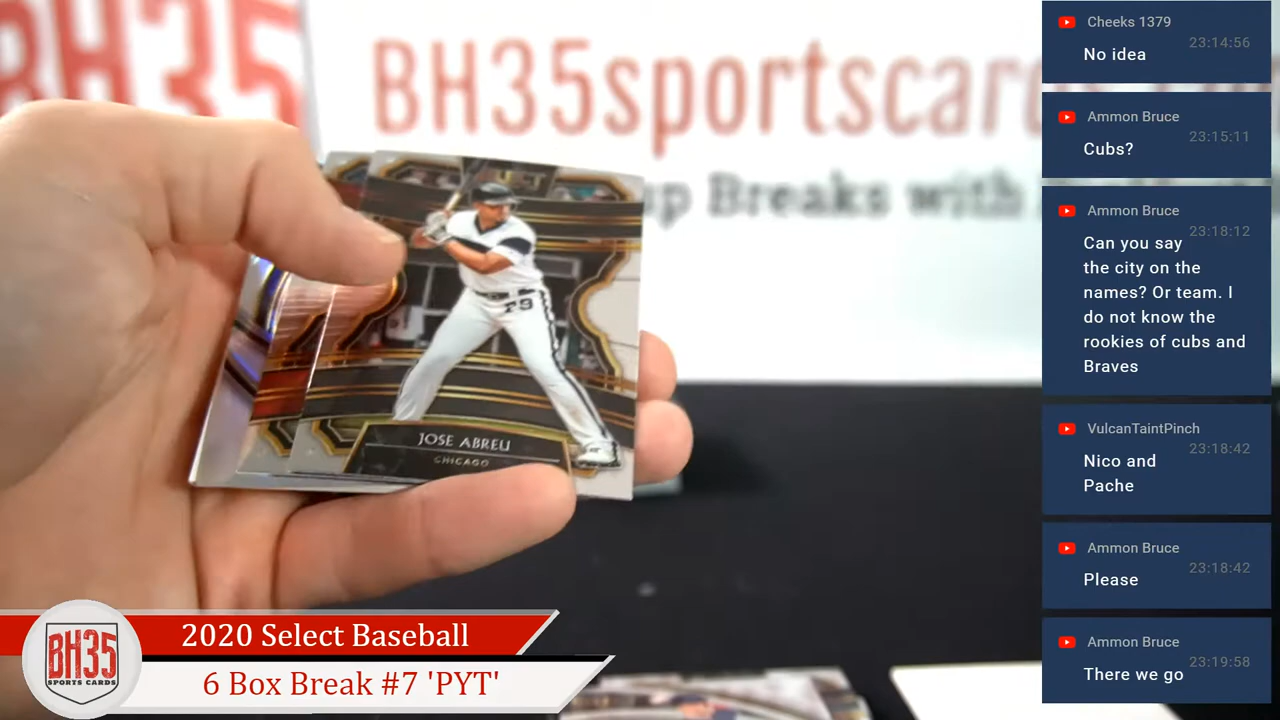 BH35
BH35sportscards
up Breaks with
JOSE ABREU
CHICAGO
79
BH35
SPORTS CARDS
2020 Select Baseball
6 Box Break #7 'PYT'
Cheeks 1379
23:14:56
No idea
Ammon Bruce
23:15:11
Cubs?
Ammon Bruce
23:18:12
Can you say
the city on the
names? Or team. I
do not know the
rookies of cubs and
Braves
VulcanTaintPinch
23:18:42
Nico and
Pache
Ammon Bruce
23:18:42
Please
Ammon Bruce
23:19:58
There we go